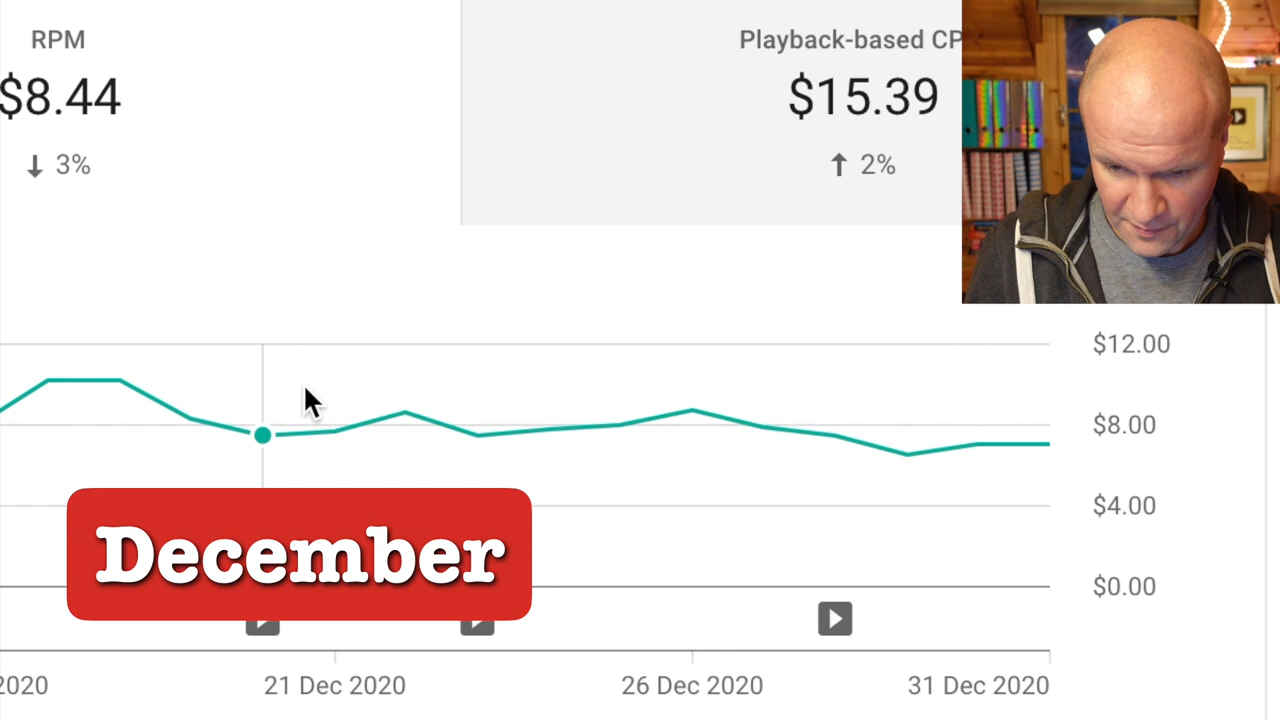 RPM
$8.44
3%
Playback-based CP
$15.39
2%
$12.00
$8.00
$4.00
$0.00
December
2020
21 Dec 2020
26 Dec 2020
31 Dec 2020